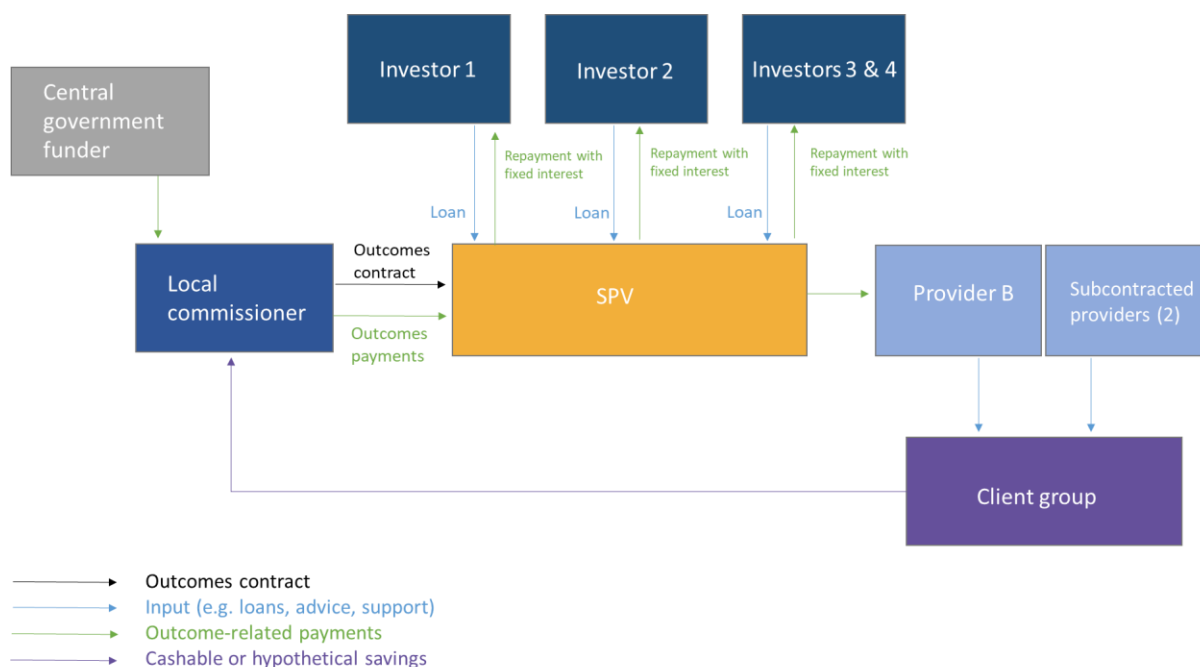 Investor 1
Investor 2
Investors 3 & 4
Central
government
funder
Repayment with
fixed interest
Repayment with
fixed interest
Repayment with
fixed interest
Loan
Loan
Loan
Local
commissioner
Outcomes
contract
Outcomes
payments
SPV
Provider B
Subcontracted
providers (2)
Client group
Outcomes contract
Input (e.g. loans, advice, support)
Outcome-related payments
Cashable or hypothetical savings